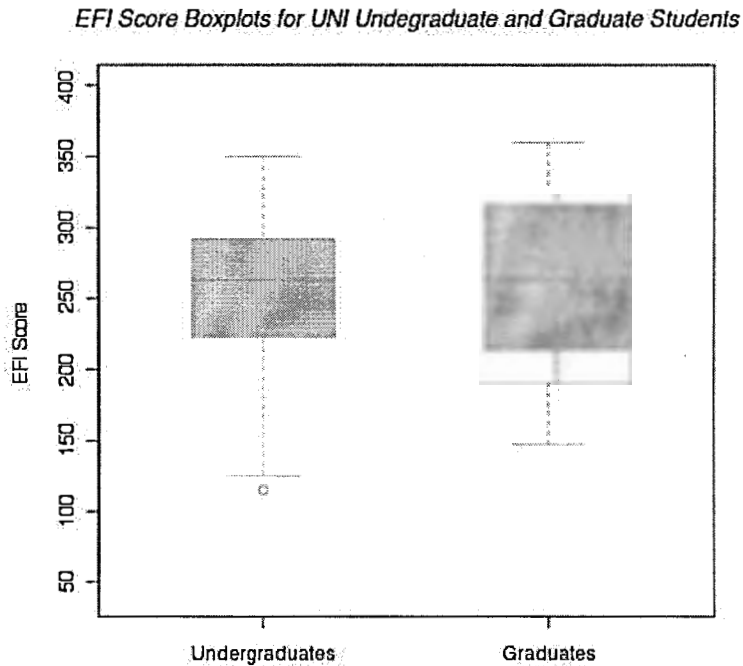 EFI Score Boxplots for UNI Undegraduate and Graduate Students
400
350
300
250
200
150
100
50
EFI Score
Undergraduates
Graduates